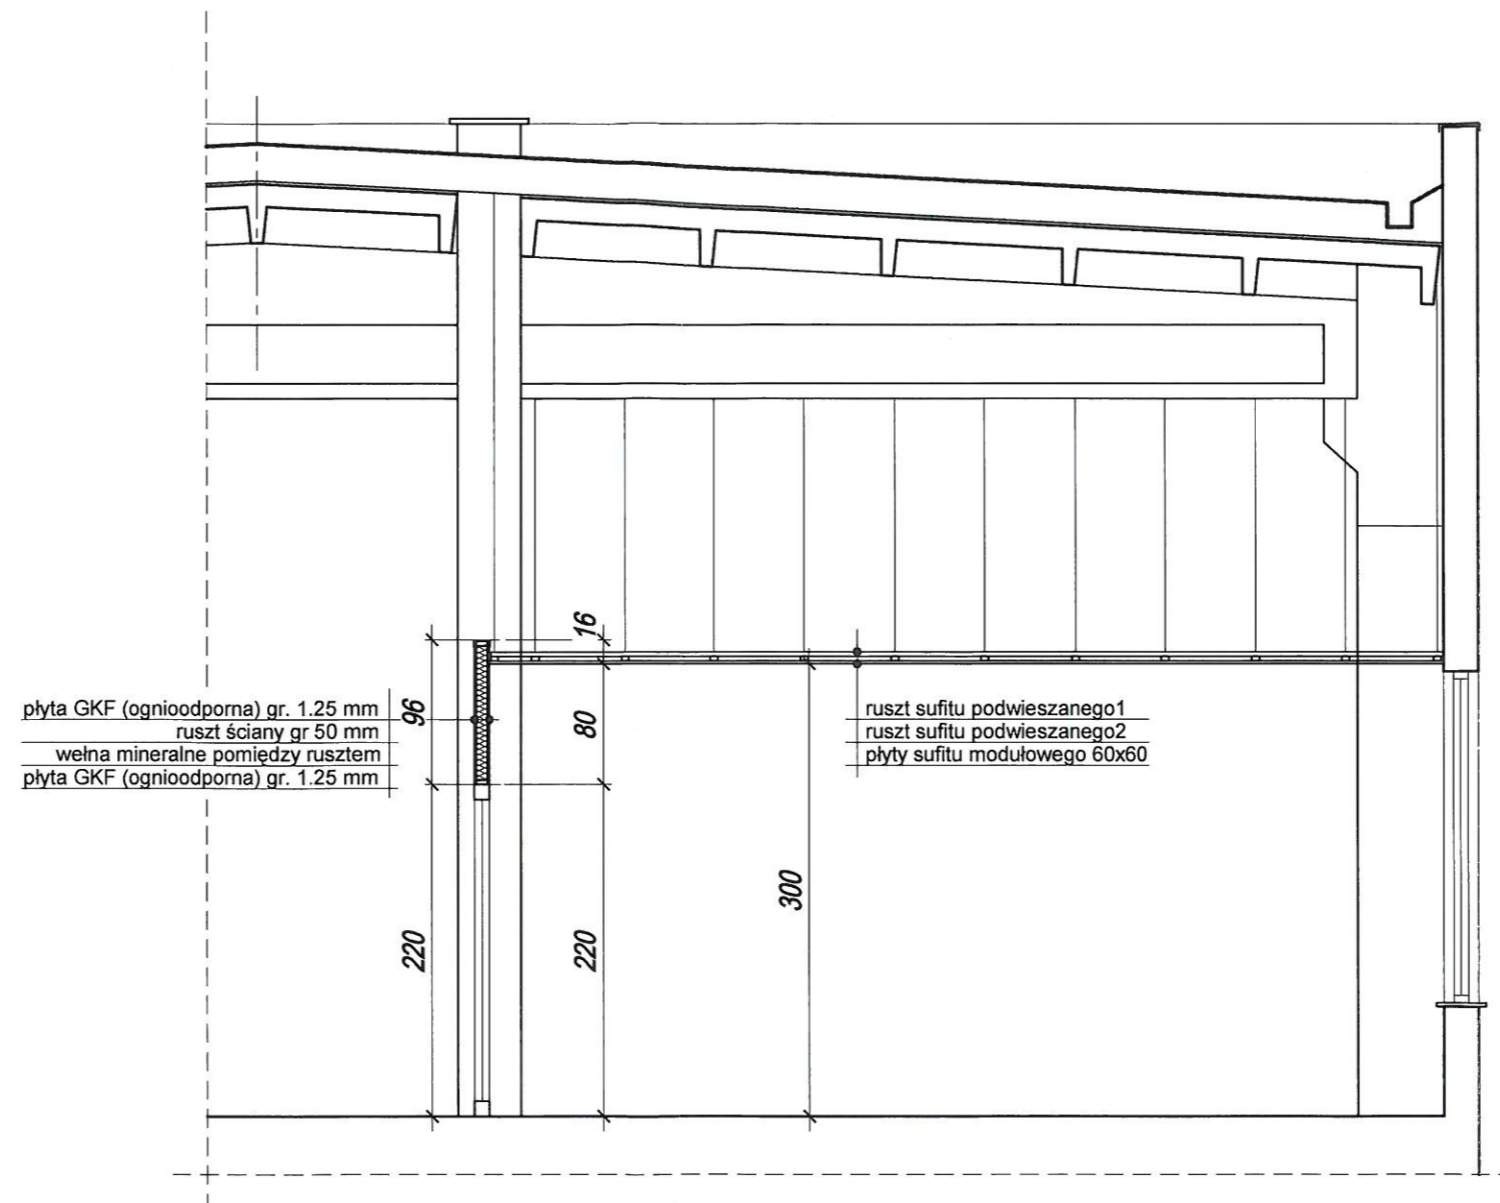 16
96
80
płyta GKF (ognioodporna) gr. 1.25 mm
ruszt ściany gr 50 mm
wełna mineralne pomiędzy rusztem
płyta GKF (ognioodporna) gr. 1.25 mm
ruszt sufitu podwieszanego1
ruszt sufitu podwieszanego2
płyty sufitu modułowego 60x60
300
220
220